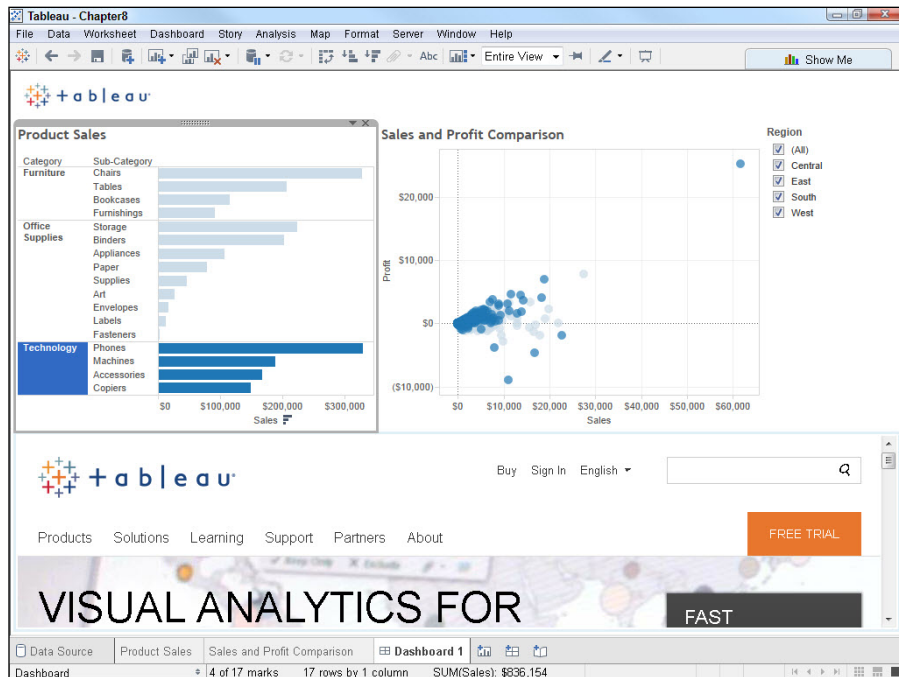 Tableau - Chapter8
File Data Worksheet Dashboard Story Analysis Map Format Server Window Help
Abc Entire View Show Me
+ a b l e a u
Product Sales
Category Sub-Category
Furniture Chairs
Tables
Bookcases
Furnishings
Office Supplies Storage
Binders
Appliances
Paper
Supplies
Art
Envelopes
Labels
Fasteners
Technology Phones
Machines
Accessories
Copiers
$0 $100,000 $200,000 $300,000
Sales
Sales and Profit Comparison
$20,000
$10,000
$0
($10,000)
Profit
$0 $10,000 $20,000 $30,000 $40,000 $50,000 $60,000
Sales
Region
(All)
Central
East
South
West
+ a b l e a u
Buy Sign In English
Products Solutions Learning Support Partners About
FREE TRIAL
Keep Only Exclude
VISUAL ANALYTICS FOR
FAST
Data Source Product Sales Sales and Profit Comparison Dashboard 1
Dashboard 4 of 17 marks 17 rows by 1 column SUM(Sales): $836,154